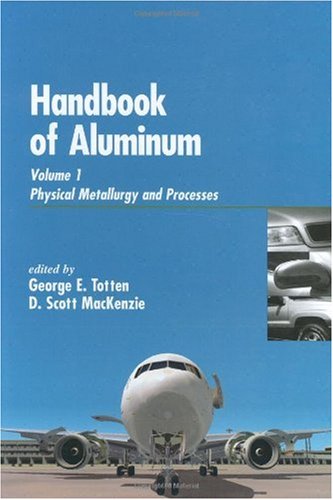 Handbook
of Aluminum
Volume 1
Physical Metallurgy and Processes
edited by
George E. Totten
D. Scott MacKenzie